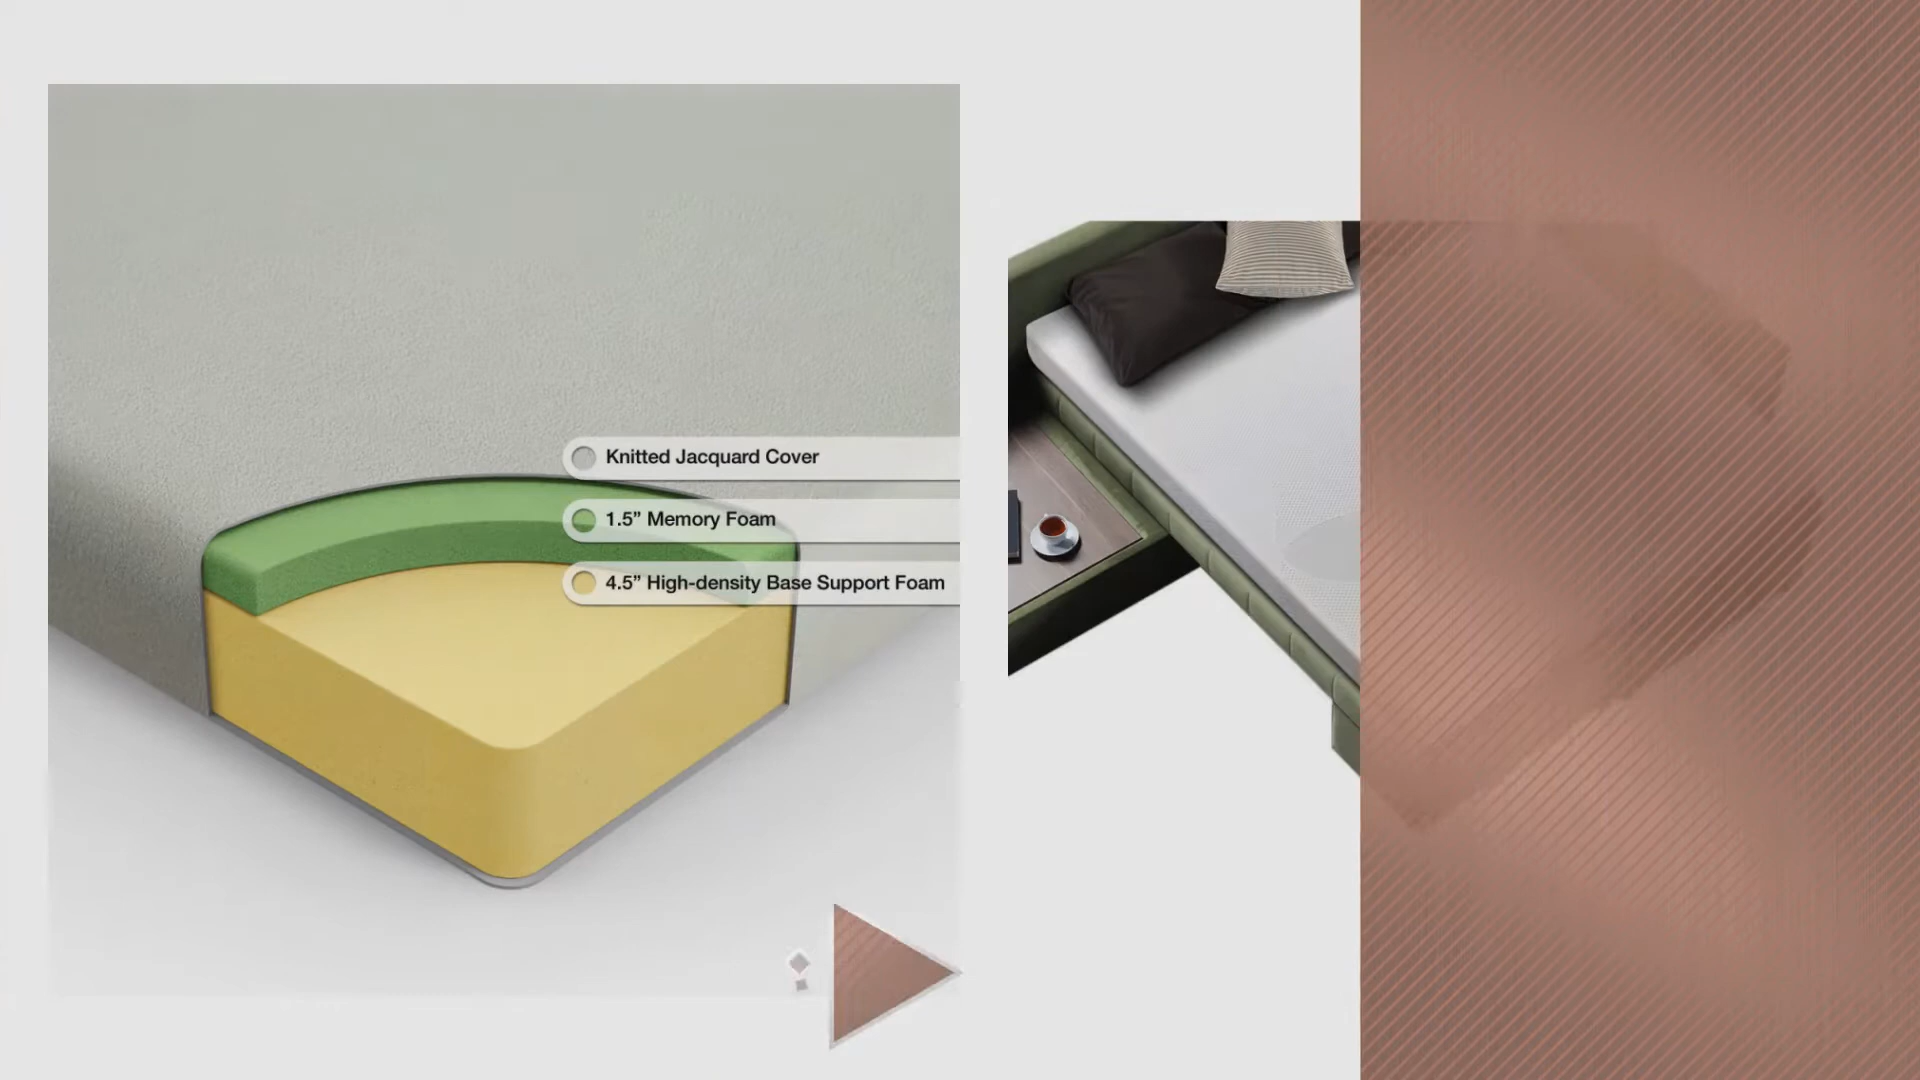 Knitted Jacquard Cover
1.5” Memory Foam
4.5” High-density Base Support Foam